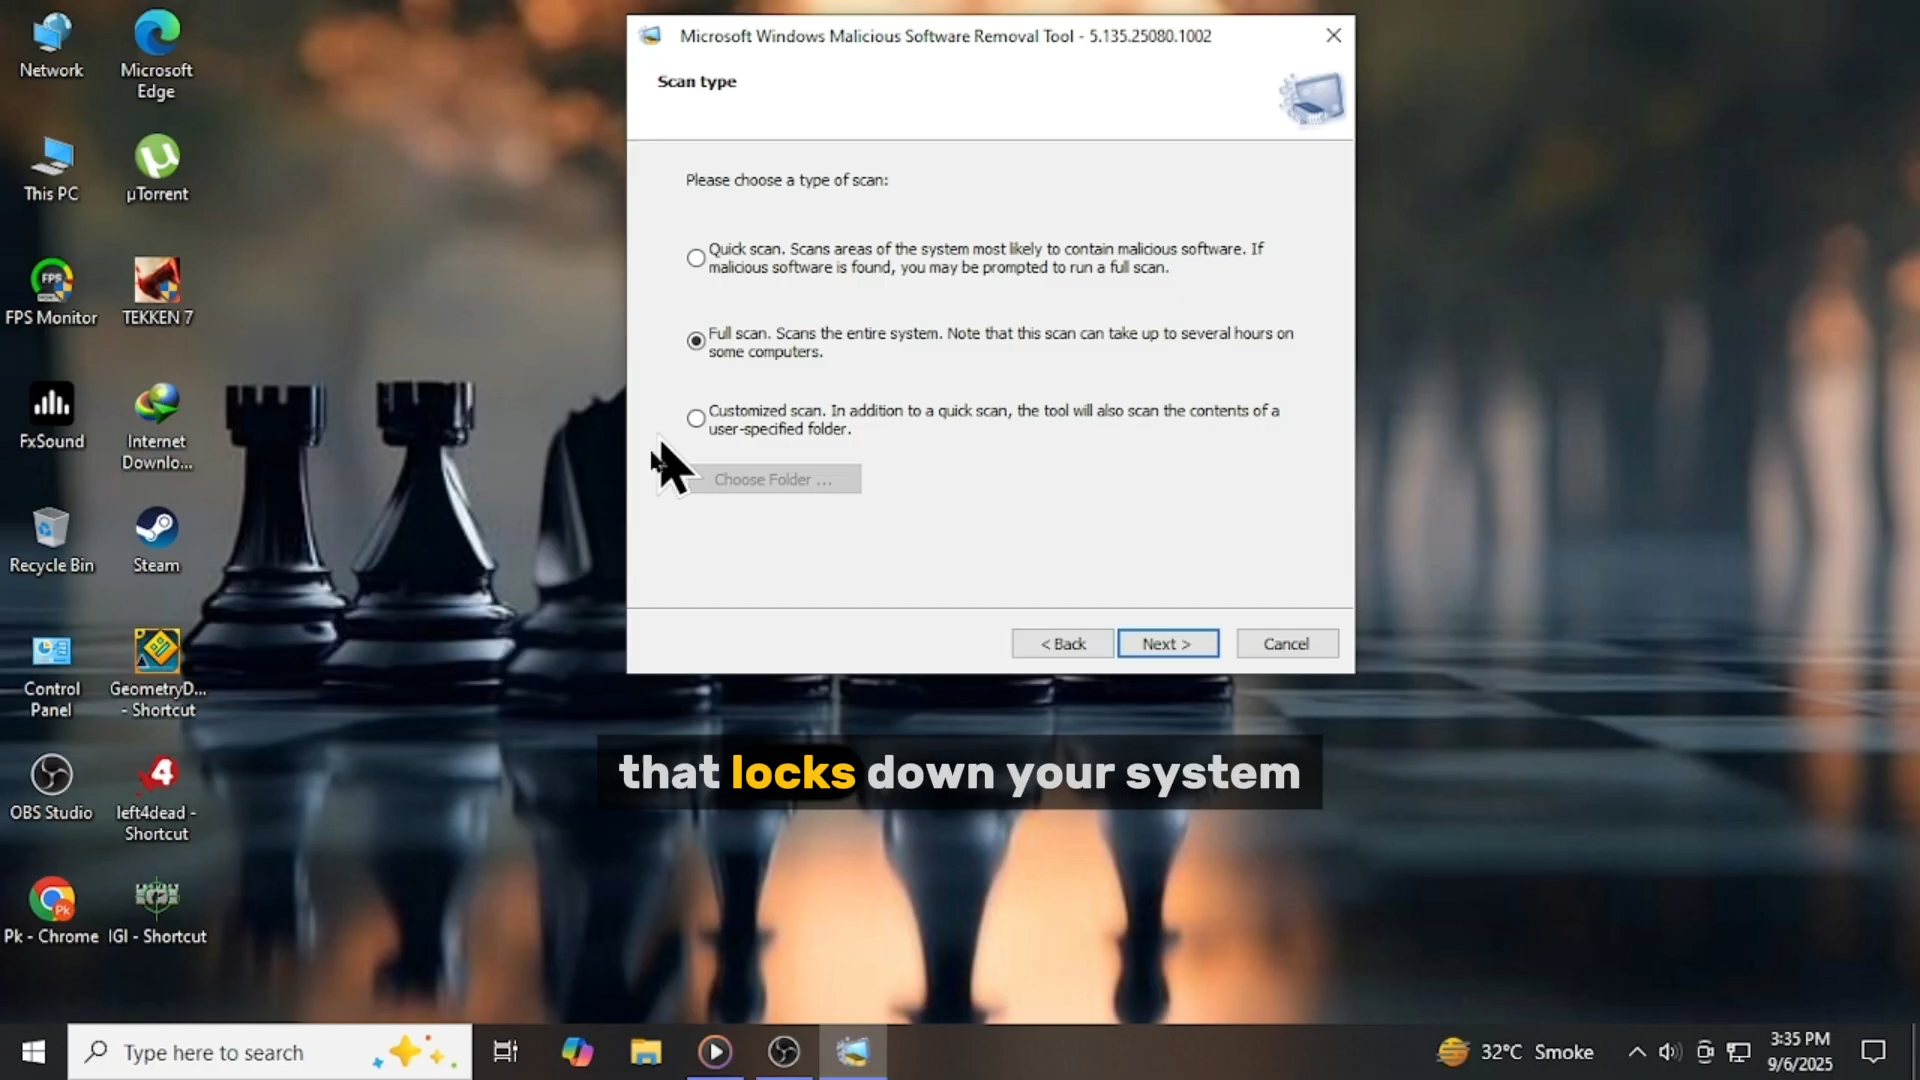 Network
Microsoft
Edge
This PC
µTorrent
FPS
FPS Monitor
TEKKEN 7
FxSound
Internet
Downlo...
Recycle Bin
Steam
Control
Panel
GeometryD...
- Shortcut
OBS Studio
4
left4dead -
Shortcut
Pk
Pk - Chrome
IGI - Shortcut
Microsoft Windows Malicious Software Removal Tool - 5.135.25080.1002
Scan type
Please choose a type of scan:
Quick scan. Scans areas of the system most likely to contain malicious software. If
malicious software is found, you may be prompted to run a full scan.
Full scan. Scans the entire system. Note that this scan can take up to several hours on
some computers.
Customized scan. In addition to a quick scan, the tool will also scan the contents of a
user-specified folder.
Choose Folder ...
< Back
Next >
Cancel
that locks down your system
Type here to search
32°C Smoke
3:35 PM
9/6/2025